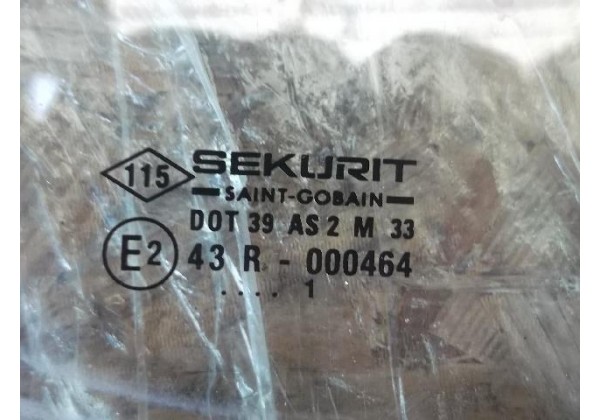 115 SEKURIT
SAINT-GOBAIN
DOT 39 AS 2 M 33
E2 43 R - 000464
.... 1